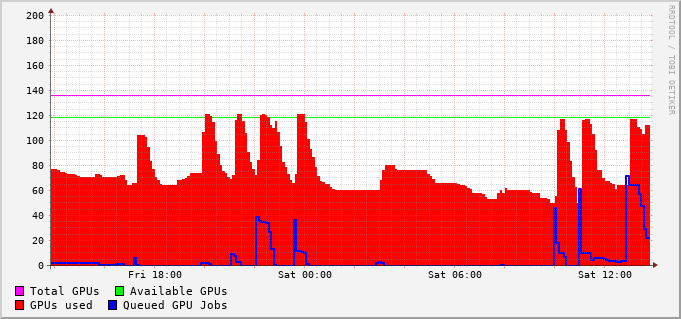 200
180
160
140
120
100
80
60
40
20
0
Fri 18:00 Sat 00:00 Sat 06:00 Sat 12:00
Total GPUs Available GPUs
GPUs used Queued GPU Jobs
RRDTOOL / TOBI OETIKER